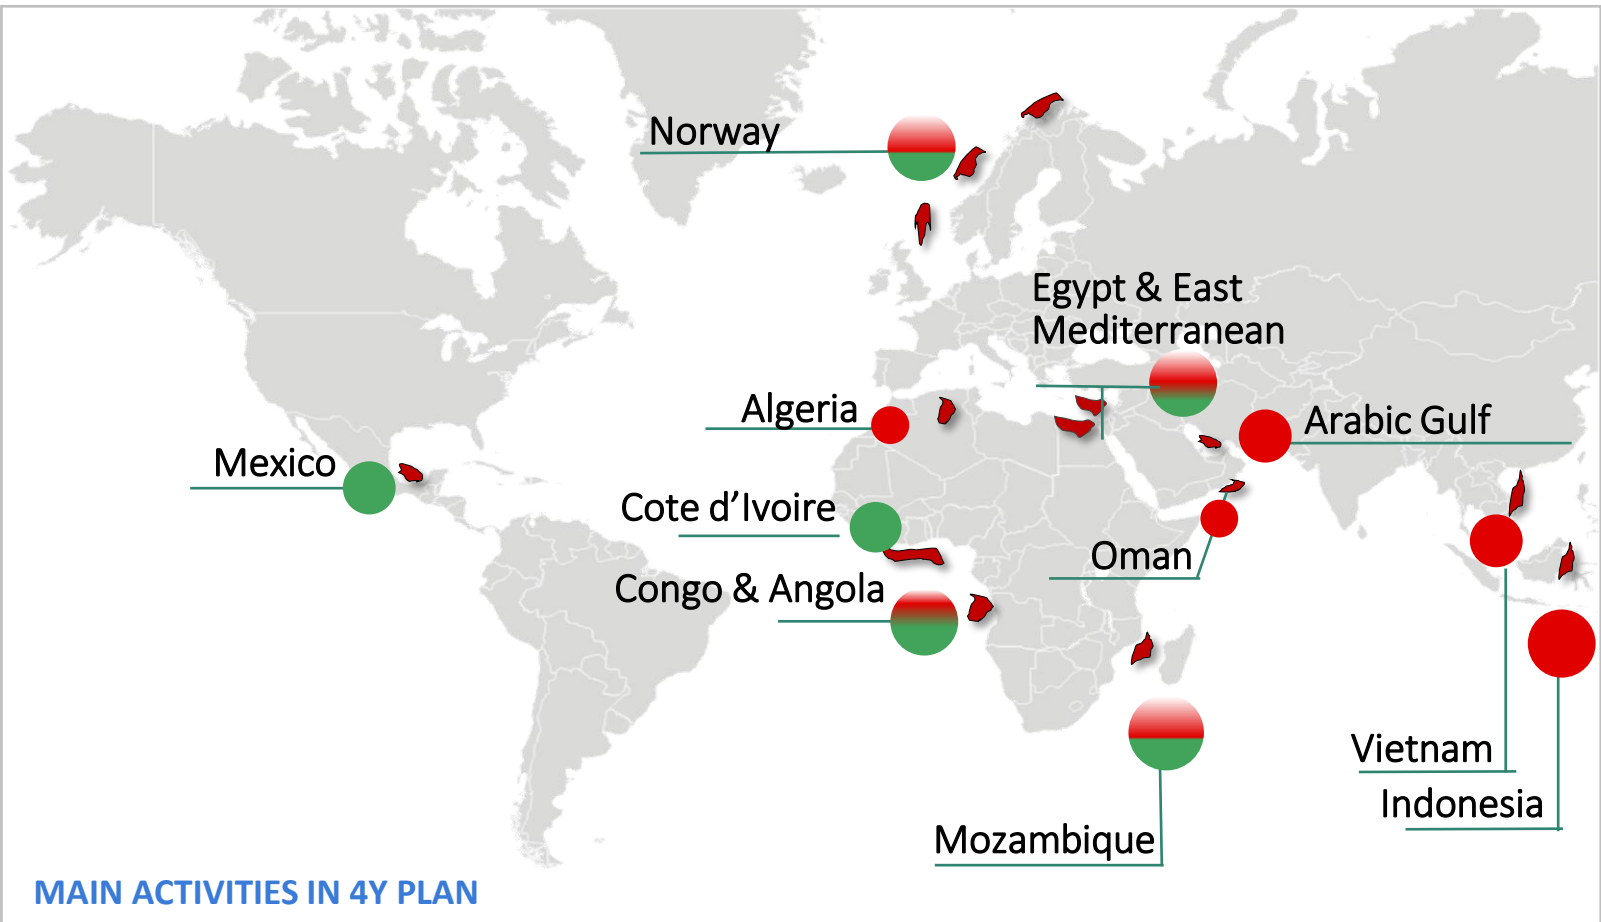 Norway
Egypt & East
Mediterranean
Algeria
Arabic Gulf
Mexico
Cote d’Ivoire
Oman
Congo & Angola
Vietnam
Indonesia
Mozambique
MAIN ACTIVITIES IN 4Y PLAN